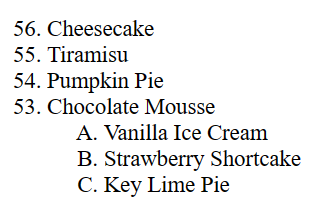 56. Cheesecake
55. Tiramisu
54. Pumpkin Pie
53. Chocolate Mousse
A. Vanilla Ice Cream
B. Strawberry Shortcake
C. Key Lime Pie